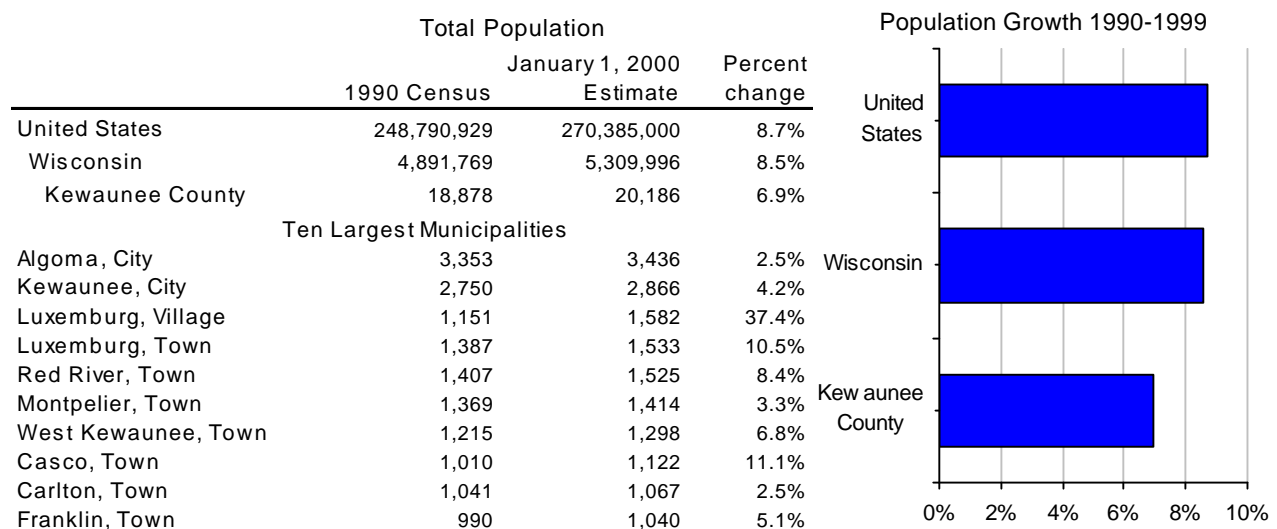 Total Population
January 1, 2000 Percent
1990 Census Estimate change
United States 248,790,929 270,385,000 8.7%
Wisconsin 4,891,769 5,309,996 8.5%
Kewaunee County 18,878 20,186 6.9%
Ten Largest Municipalities
Algoma, City 3,353 3,436 2.5%
Kewaunee, City 2,750 2,866 4.2%
Luxemburg, Village 1,151 1,582 37.4%
Luxemburg, Town 1,387 1,533 10.5%
Red River, Town 1,407 1,525 8.4%
Montpelier, Town 1,369 1,414 3.3%
West Kewaunee, Town 1,215 1,298 6.8%
Casco, Town 1,010 1,122 11.1%
Carlton, Town 1,041 1,067 2.5%
Franklin, Town 990 1,040 5.1%
Population Growth 1990-1999
United
States
Wisconsin
Kewaunee
County
0% 2% 4% 6% 8% 10%